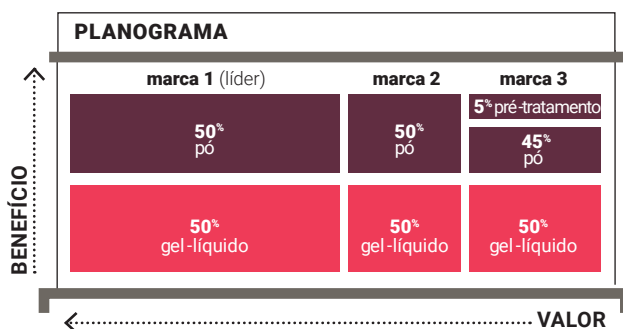 PLANOGRAMA
marca 1 (líder)
marca 2
marca 3
50%
pó
50%
pó
5% pré-tratamento
45%
pó
50%
gel-líquido
50%
gel-líquido
50%
gel-líquido
BENEFÍCIO
VALOR